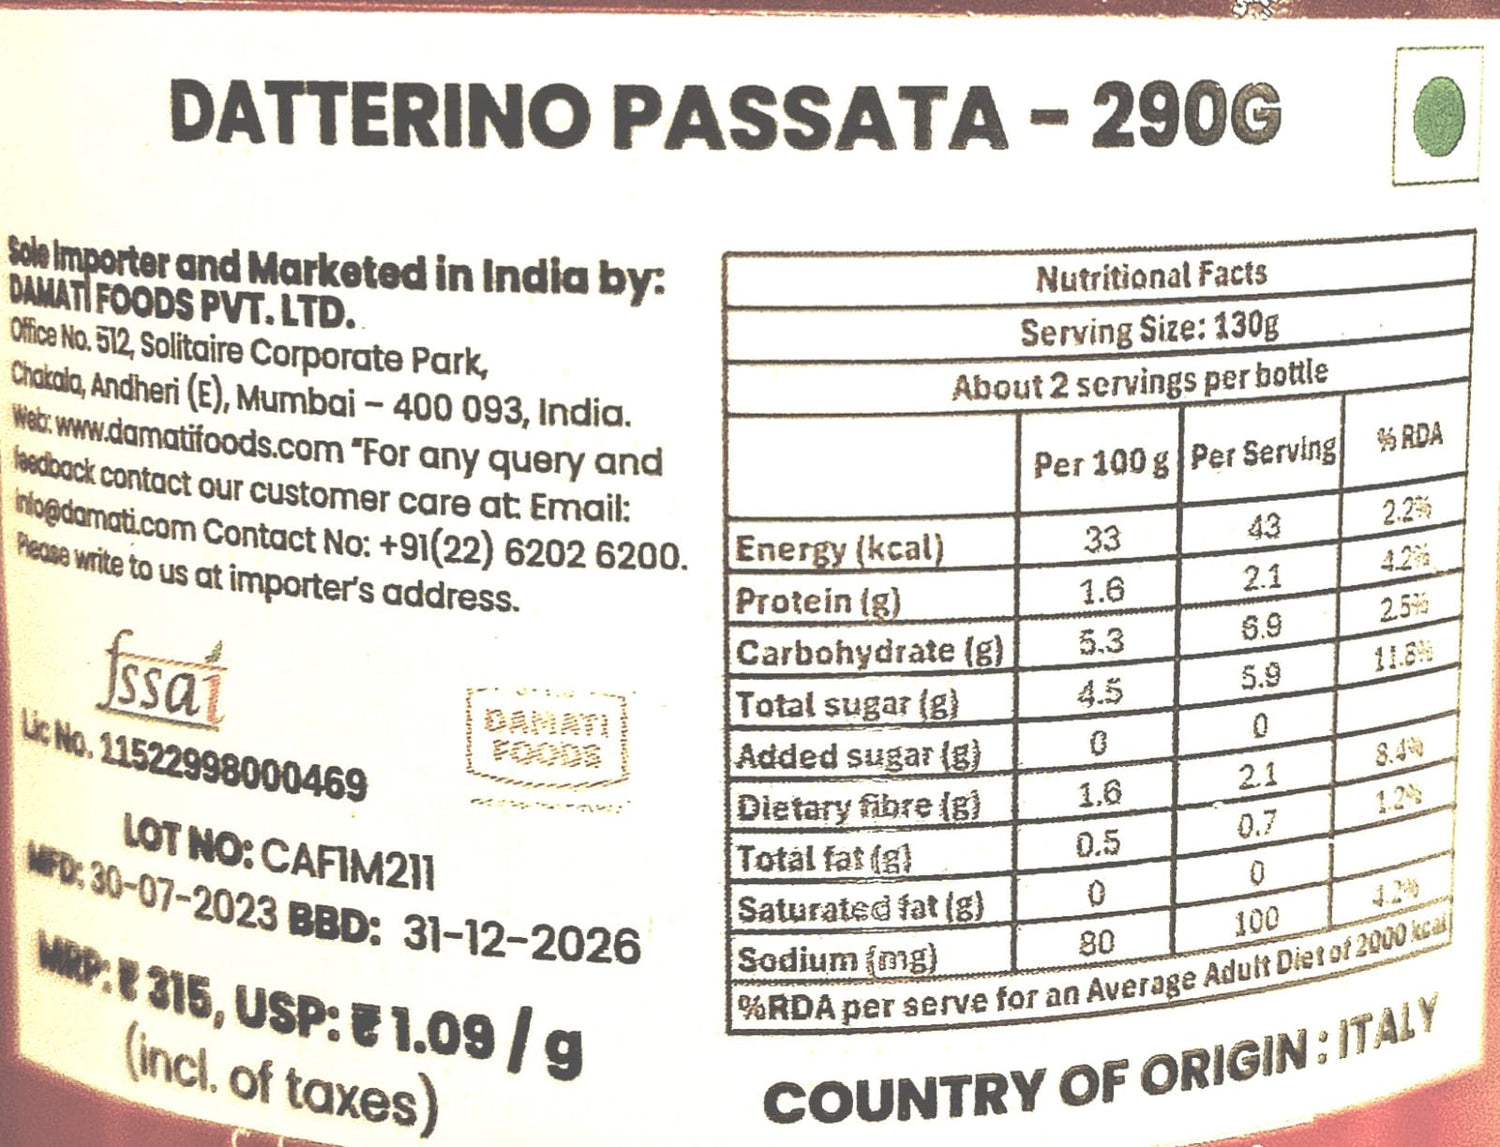 DATTERINO PASSATA - 290G
Sole Importer and Marketed in India by:
DAMATI FOODS PVT. LTD.
Office No. 512, Solitaire Corporate Park,
Chakala, Andheri (E), Mumbai – 400 093, India.
Web: www.damatifoods.com "For any query and
feedback contact our customer care at: Email:
info@damati.com Contact No: +91(22) 6202 6200.
Please write to us at importer's address.
fssai
Lic No. 11522998000469
DAMATI
FOODS
LOT NO: CAF1M211
MFD: 30-07-2023 BBD: 31-12-2026
MRP: ₹ 315, USP: ₹ 1.09 / g
(incl. of taxes)
Nutritional Facts
Serving Size: 130g
About 2 servings per bottle
Per 100 g Per Serving % RDA
Energy (kcal) 33 43 2.2%
Protein (g) 1.6 2.1 4.2%
Carbohydrate (g) 5.3 6.9 2.5%
Total sugar (g) 4.5 5.9 11.8%
Added sugar (g) 0 0
Dietary fibre (g) 1.6 2.1 8.4%
Total fat (g) 0.5 0.7 1.2%
Saturated fat (g) 0 0
Sodium (mg) 80 100 4.2%
%RDA per serve for an Average Adult Diet of 2000 kcal
COUNTRY OF ORIGIN : ITALY